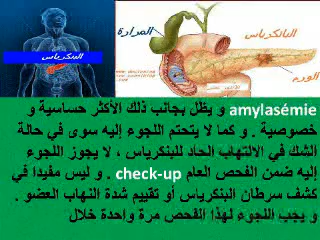 البانكرياس
المرارة
البنكرياس
الورم
amylasémie و يظل بجانب ذلك الأكثر حساسية و
خصوصية . و كما لا يتحتم اللجوء إليه سوى في حالة
الشك في الالتهاب الحاد للبنكرياس ، لا يجوز اللجوء
إليه ضمن الفحص العام check-up . و ليس مفيدا في
كشف سرطان البنكرياس أو تقييم شدة التهاب العضو .
و يجب اللجوء لهذا الفحص مرة واحدة خلال